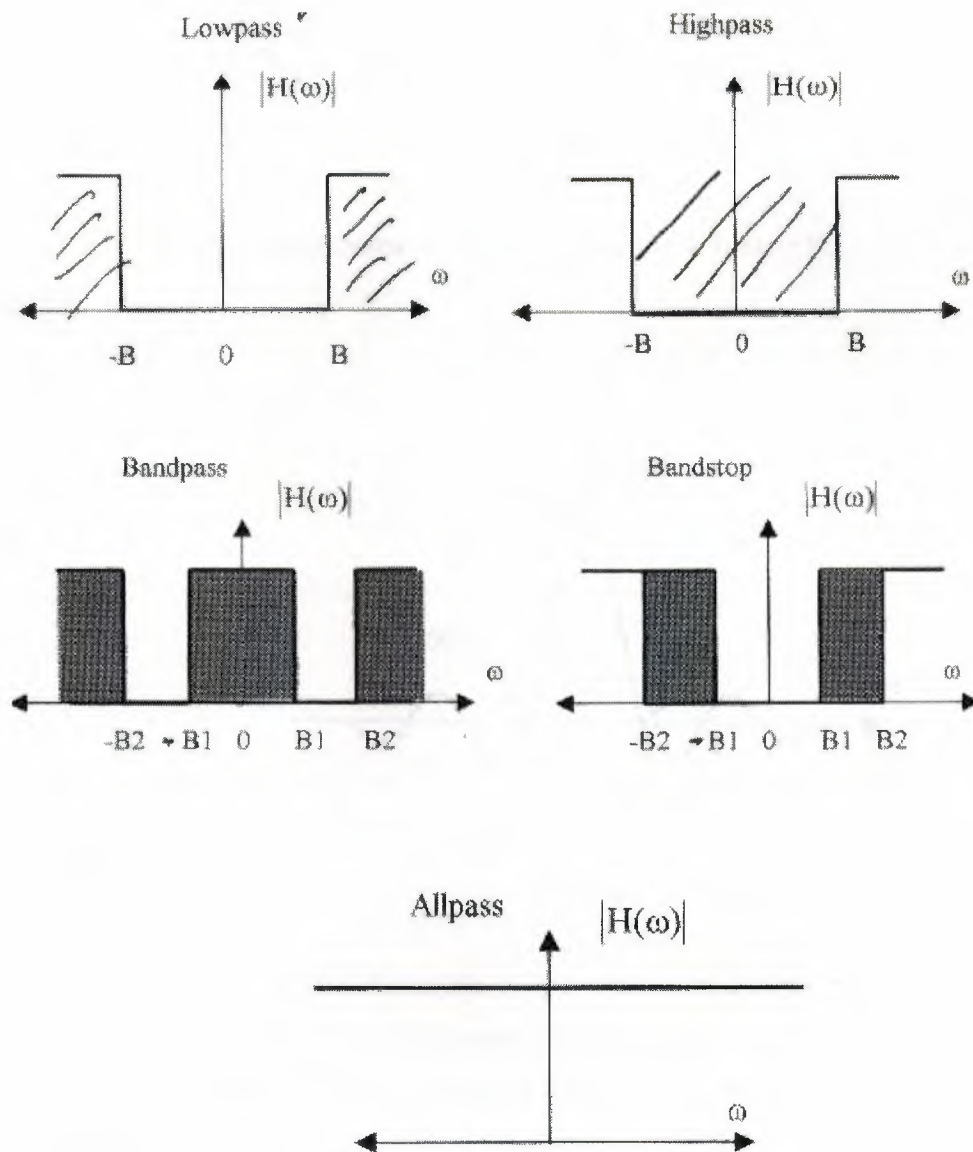 Lowpass Highpass
|H(ω)| |H(ω)|
ω ω
-B 0 B -B 0 B
Bandpass Bandstop
|H(ω)| |H(ω)|
ω ω
-B2 -B1 0 B1 B2 -B2 -B1 0 B1 B2
Allpass |H(ω)|
ω